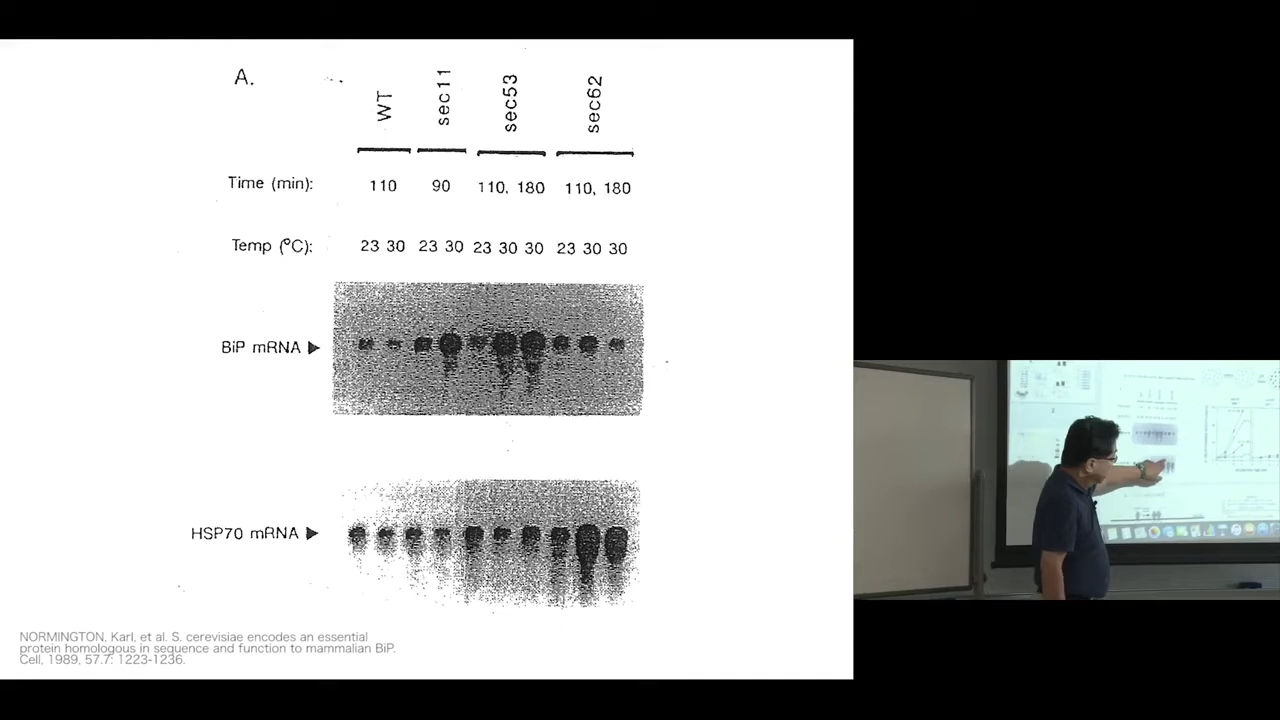 A.
WT sec11 sec53 sec62
Time (min): 110 90 110, 180 110, 180
Temp (°C): 23 30 23 30 23 30 30 23 30 30
BiP mRNA ▶
HSP70 mRNA ▶
NORMINGTON, Karl, et al. S. cerevisiae encodes an essential
protein homologous in sequence and function to mammalian BiP.
Cell, 1989, 57.7: 1223-1236.